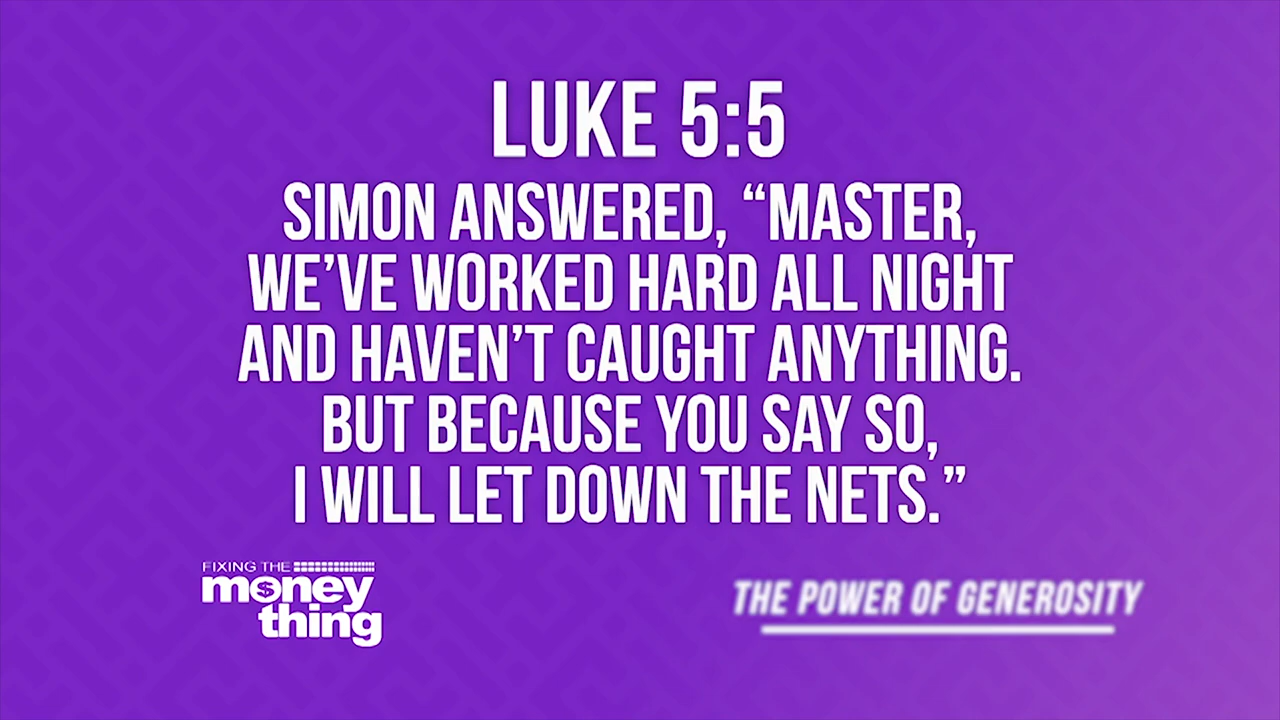 LUKE 5:5
SIMON ANSWERED, “MASTER,
WE’VE WORKED HARD ALL NIGHT
AND HAVEN’T CAUGHT ANYTHING.
BUT BECAUSE YOU SAY SO,
I WILL LET DOWN THE NETS.”
FIXING THE
money
thing
THE POWER OF GENEROSITY